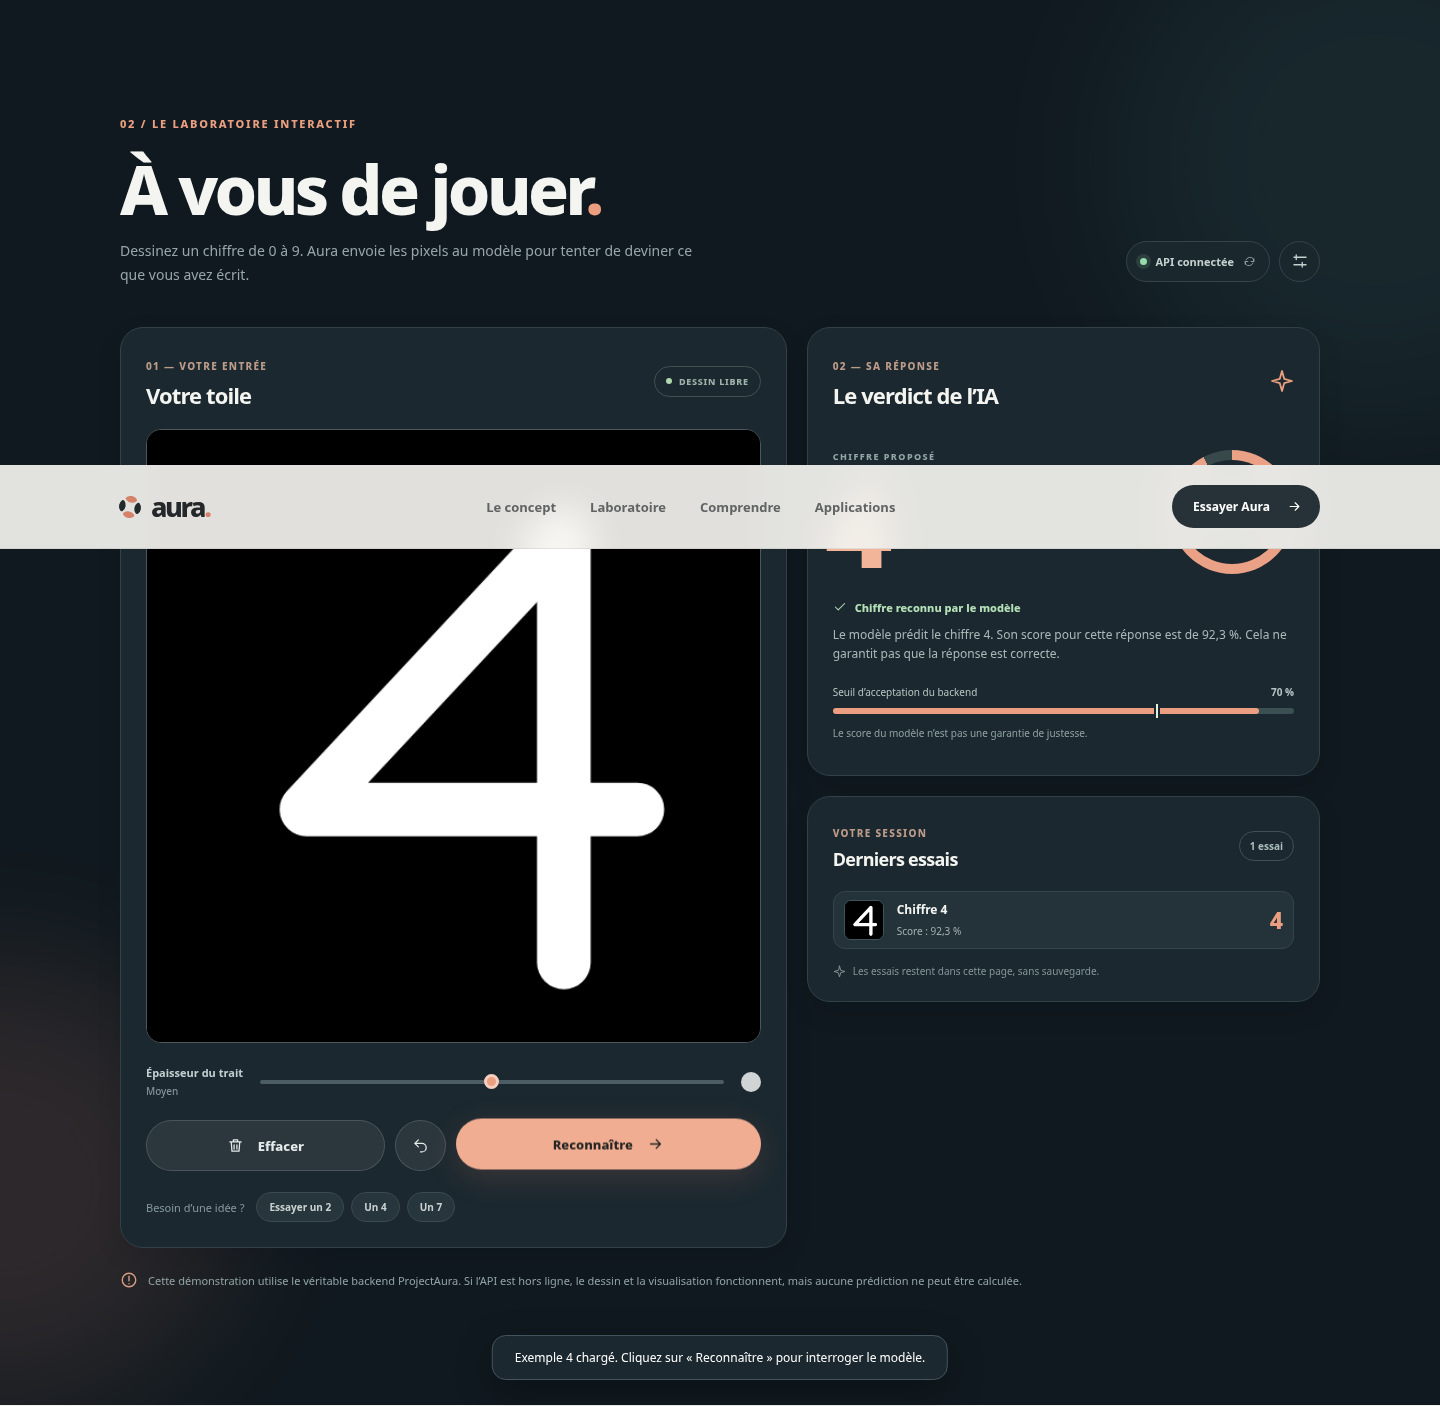 02 / LE LABORATOIRE INTERACTIF
À vous de jouer.
Dessinez un chiffre de 0 à 9. Aura envoie les pixels au modèle pour tenter de deviner ce
que vous avez écrit.
API connectée
01 — VOTRE ENTRÉE
Votre toile
DESSIN LIBRE
02 — SA RÉPONSE
Le verdict de l’IA
CHIFFRE PROPOSÉ
aura.
Le concept
Laboratoire
Comprendre
Applications
Essayer Aura
4
Chiffre reconnu par le modèle
Le modèle prédit le chiffre 4. Son score pour cette réponse est de 92,3 %. Cela ne
garantit pas que la réponse est correcte.
Seuil d’acceptation du backend
70 %
Le score du modèle n’est pas une garantie de justesse.
VOTRE SESSION
Derniers essais
1 essai
4
Chiffre 4
Score : 92,3 %
4
Les essais restent dans cette page, sans sauvegarde.
Épaisseur du trait
Moyen
Effacer
Reconnaître
Besoin d’une idée ?
Essayer un 2
Un 4
Un 7
Cette démonstration utilise le véritable backend ProjectAura. Si l’API est hors ligne, le dessin et la visualisation fonctionnent, mais aucune prédiction ne peut être calculée.
Exemple 4 chargé. Cliquez sur « Reconnaître » pour interroger le modèle.